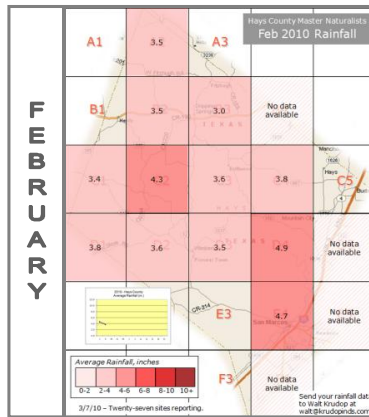 FEBRUARY
Hays County Master Naturalists
Feb 2010 Rainfall
A1
3.5
A3
B1
3.5
3.0
No data
available
3.4
4.3
3.6
3.8
C5
3.8
3.6
3.5
4.9
No data
available
E3
4.7
No data
available
F3
No data
available
Average Rainfall, inches
0-2 2-4 4-6 6-8 8-10 10+
3/7/10 – Twenty-seven sites reporting.
Send your rainfall data
to Walt Krudop at
walt@krudopinds.com